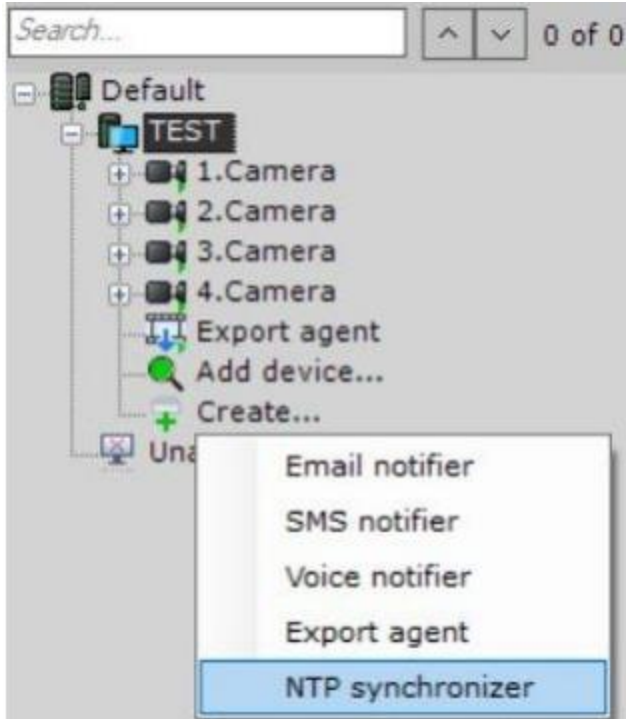 Search...
0 of 0
Default
TEST
1.Camera
2.Camera
3.Camera
4.Camera
Export agent
Add device...
Create...
Una
Email notifier
SMS notifier
Voice notifier
Export agent
NTP synchronizer